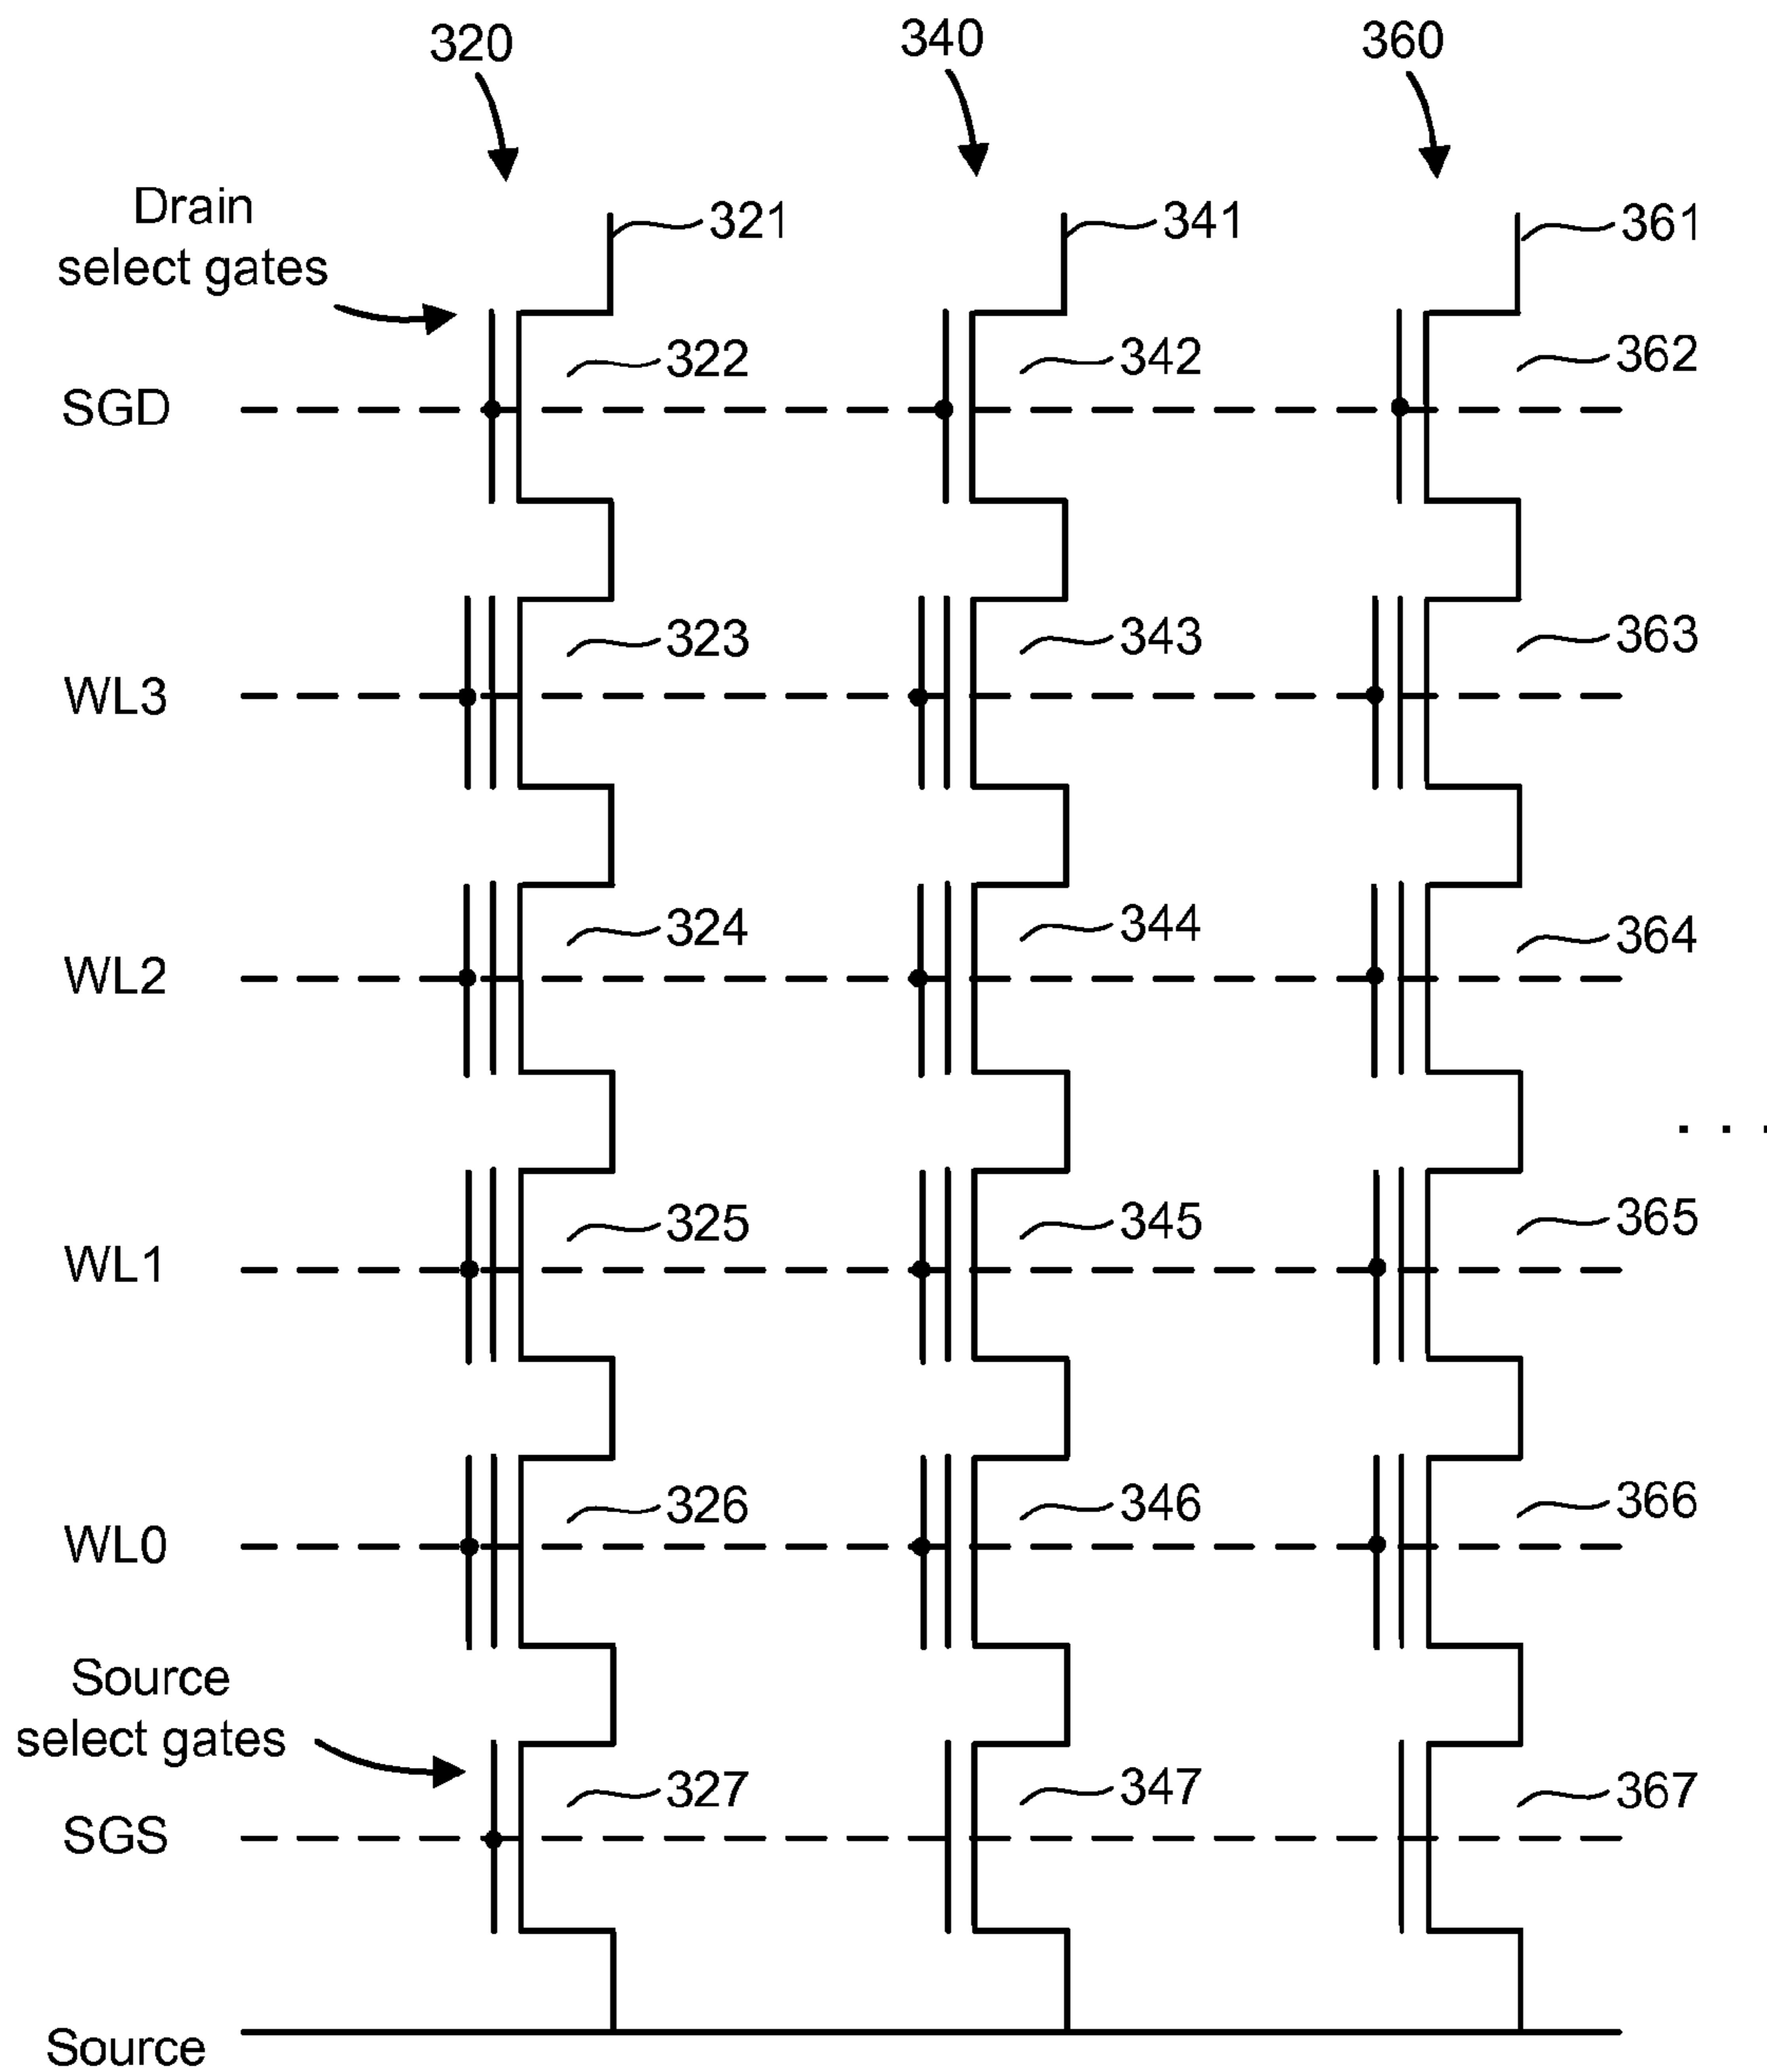 320 340 360
Drain
select gates
321 341 361
322 342 362
SGD
323 343 363
WL3
324 344 364
WL2
. . .
325 345 365
WL1
326 346 366
WL0
Source
select gates
327 347 367
SGS
Source